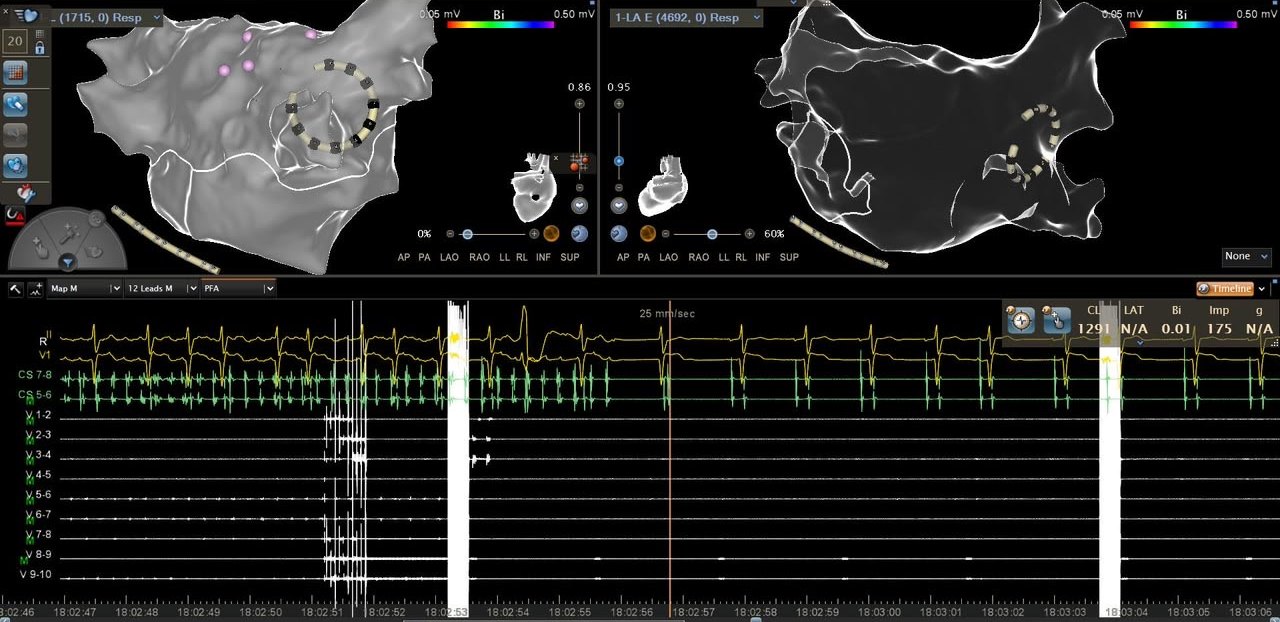 ... (1715, 0) Resp
0.05 mV Bi 0.50 mV
20
0.86
0%
AP PA LAO RAO LL RL INF SUP
1-LA E (4692, 0) Resp
0.05 mV Bi 0.50 mV
0.95
60%
AP PA LAO RAO LL RL INF SUP
None
Map M
12 Leads M
PFA
Timeline
25 mm/sec
CL LAT Bi Imp g
1291 N/A 0.01 175 N/A
II
R
V1
CS 7-8
CS 5-6
V 1-2
M
V 2-3
M
V 3-4
M
V 4-5
M
V 5-6
M
V 6-7
M
V 7-8
M
V 8-9
M
V 9-10
3:02:46 18:02:47 18:02:48 18:02:49 18:02:50 18:02:51 18:02:52 18:02:53 18:02:54 18:02:55 18:02:56 18:02:57 18:02:58 18:02:59 18:03:00 18:03:01 18:03:02 18:03:03 18:03:04 18:03:05 18:03:06